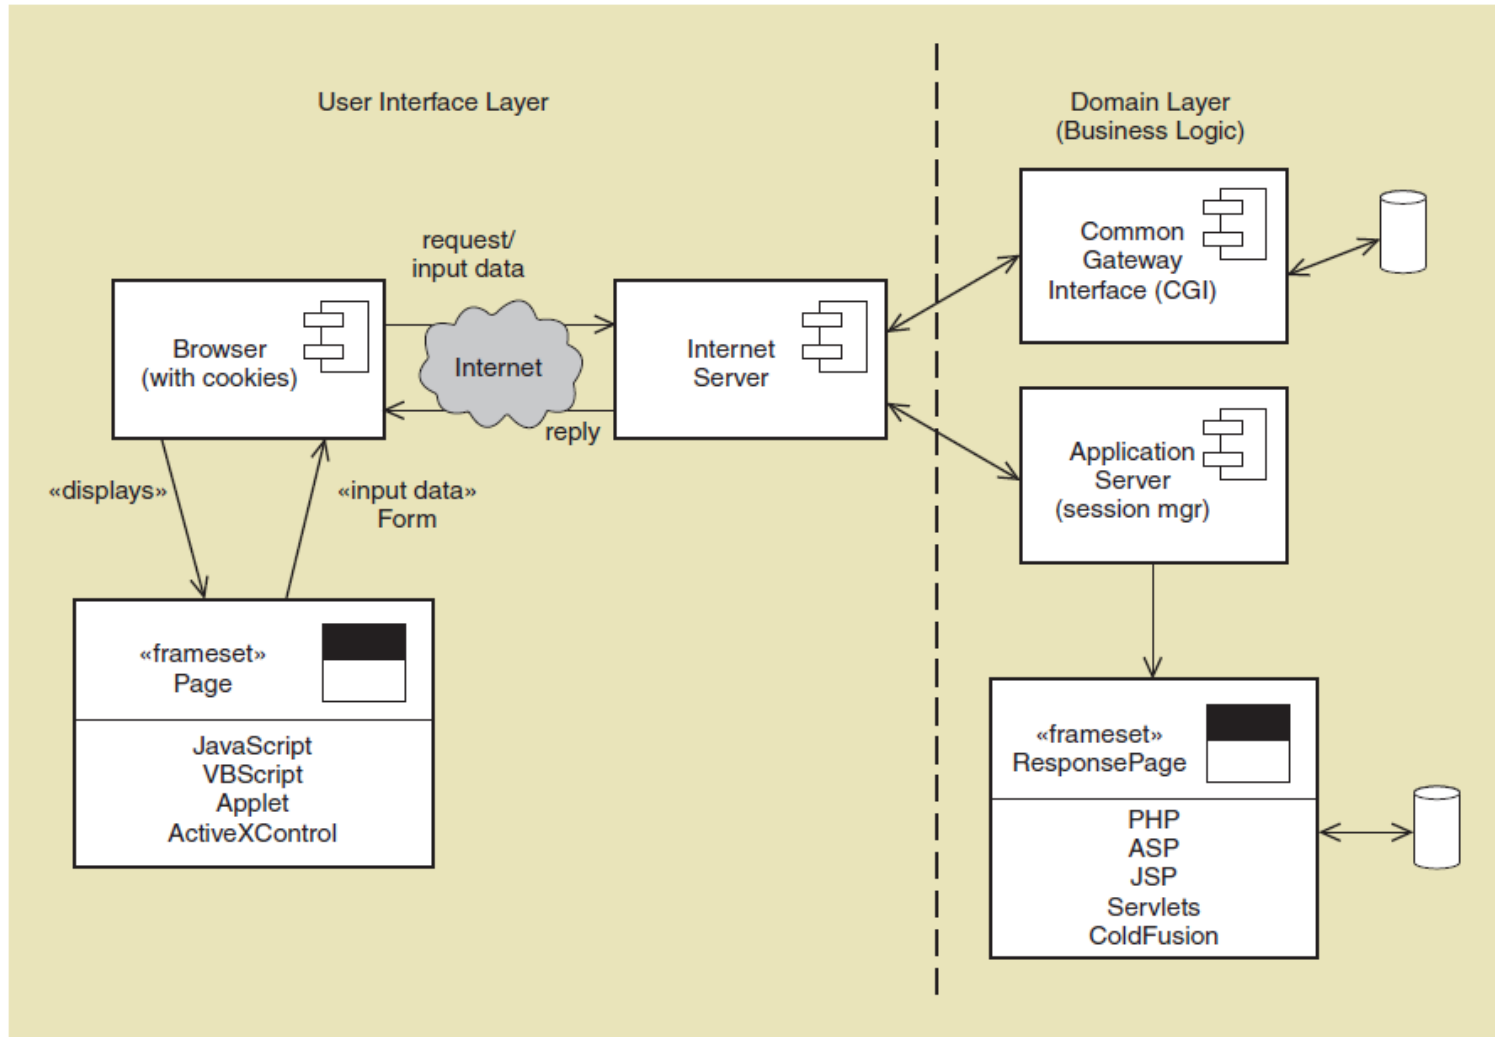 User Interface Layer
Domain Layer
(Business Logic)
request/
input data
Browser
(with cookies)
Internet
reply
Internet
Server
Common
Gateway
Interface (CGI)
Application
Server
(session mgr)
«displays»
«input data»
Form
«frameset»
Page
JavaScript
VBScript
Applet
ActiveXControl
«frameset»
ResponsePage
PHP
ASP
JSP
Servlets
ColdFusion